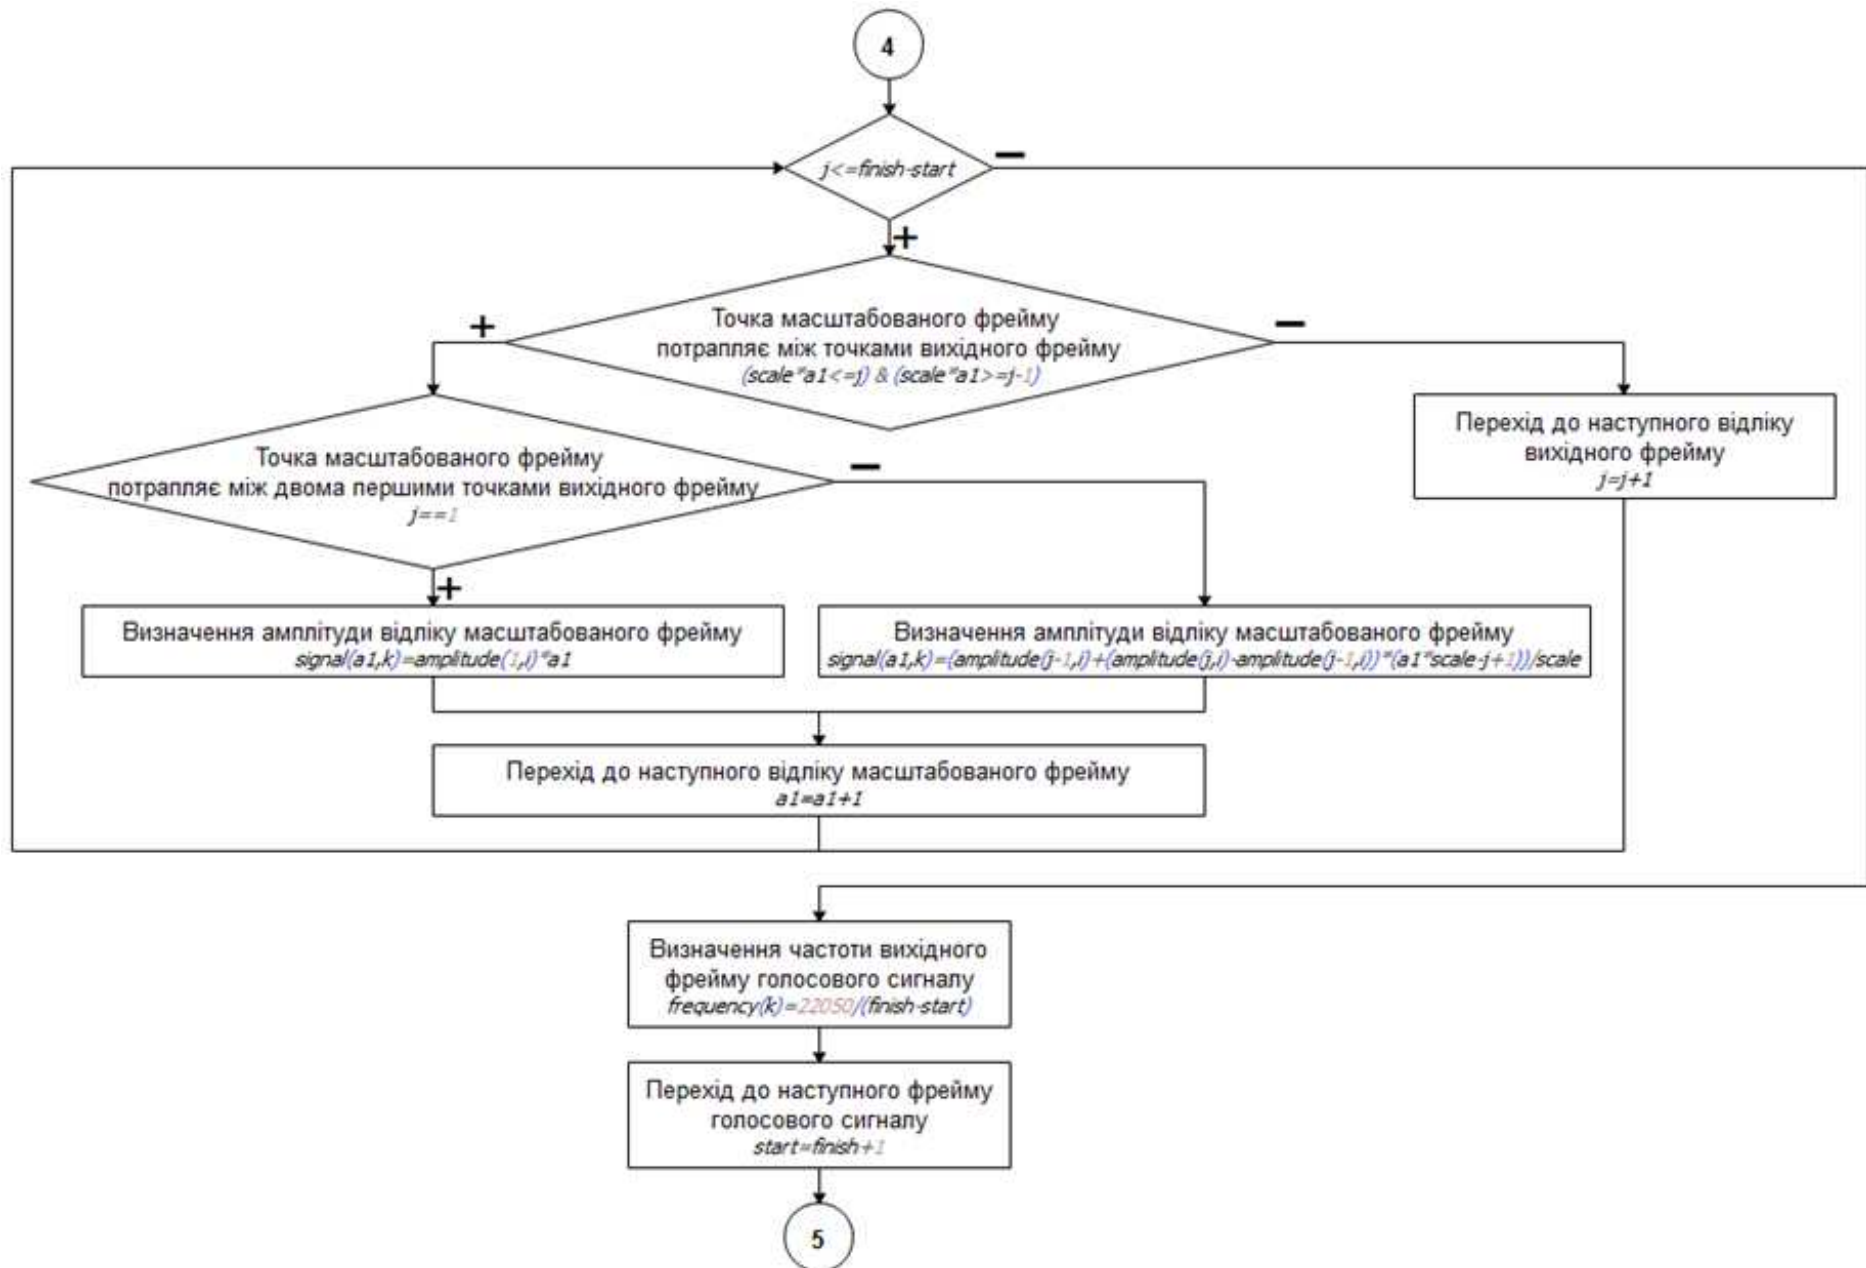 4
j<=finish-start
−
+
Точка масштабованого фрейму
потрапляє між точками вихідного фрейму
(scale*a1<=j) & (scale*a1>=j-1)
+
−
Перехід до наступного відліку
вихідного фрейму
j=j+1
Точка масштабованого фрейму
потрапляє між двома першими точками вихідного фрейму
j==1
−
+
Визначення амплітуди відліку масштабованого фрейму
signal(a1,k)=amplitude(1,i)*a1
Визначення амплітуди відліку масштабованого фрейму
signal(a1,k)=(amplitude(j-1,i)+(amplitude(j,i)-amplitude(j-1,i))*(a1*scale-j+1))/scale
Перехід до наступного відліку масштабованого фрейму
a1=a1+1
Визначення частоти вихідного
фрейму голосового сигналу
frequency(k)=22050/(finish-start)
Перехід до наступного фрейму
голосового сигналу
start=finish+1
5